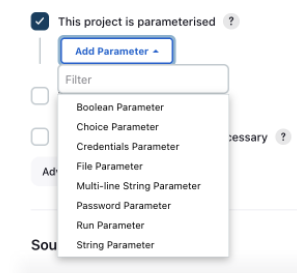 This project is parameterised ?
Add Parameter
Filter
Boolean Parameter
Choice Parameter
Credentials Parameter
essary ?
File Parameter
Ad
Multi-line String Parameter
Password Parameter
Run Parameter
Sou
String Parameter